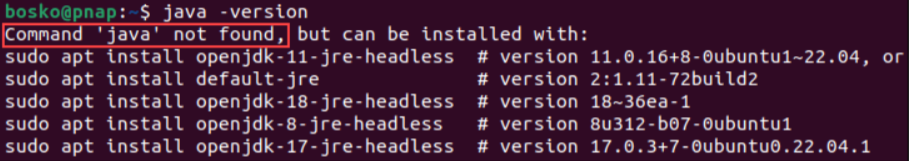 bosko@pnap:~$ java -version
Command 'java' not found, but can be installed with:
sudo apt install openjdk-11-jre-headless  # version 11.0.16+8-0ubuntu1~22.04, or
sudo apt install default-jre              # version 2:1.11-72build2
sudo apt install openjdk-18-jre-headless  # version 18~36ea-1
sudo apt install openjdk-8-jre-headless   # version 8u312-b07-0ubuntu1
sudo apt install openjdk-17-jre-headless  # version 17.0.3+7-0ubuntu0.22.04.1